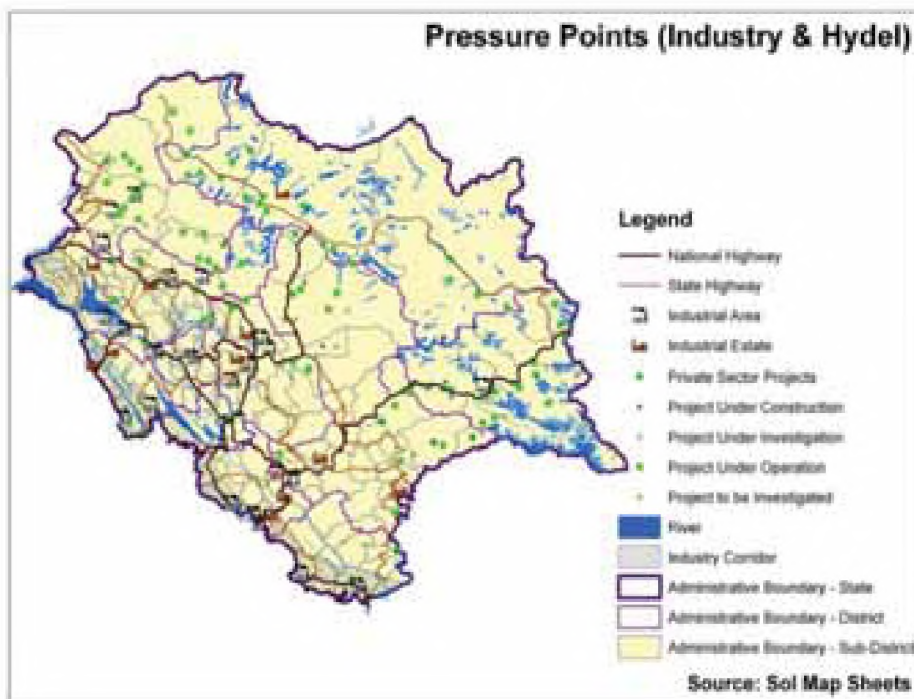 Pressure Points (Industry & Hydel)
Legend
National Highway
State Highway
Industrial Area
Industrial Estate
Private Sector Projects
Project Under Construction
Project Under Investigation
Project Under Operation
Project to be Investigated
River
Industry Corridor
Administrative Boundary - State
Administrative Boundary - District
Administrative Boundary - Sub-District
Source: SoI Map Sheets